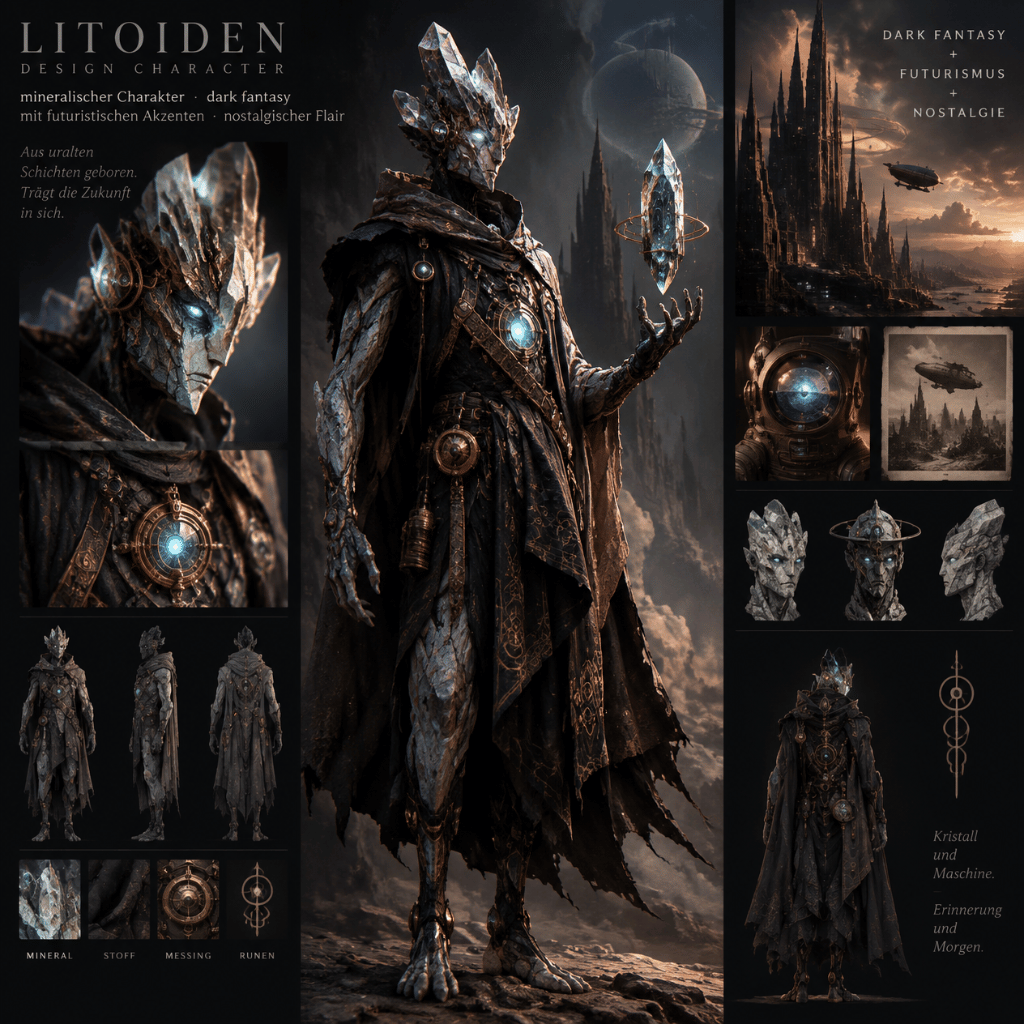 LITOIDEN
DESIGN CHARACTER
mineralischer Charakter · dark fantasy
mit futuristischen Akzenten · nostalgischer Flair
Aus uralten
Schichten geboren.
Trägt die Zukunft
in sich.
MINERAL
STOFF
MESSING
RUNEN
DARK FANTASY
+
FUTURISMUS
+
NOSTALGIE
Kristall
und
Maschine.
Erinnerung
und
Morgen.